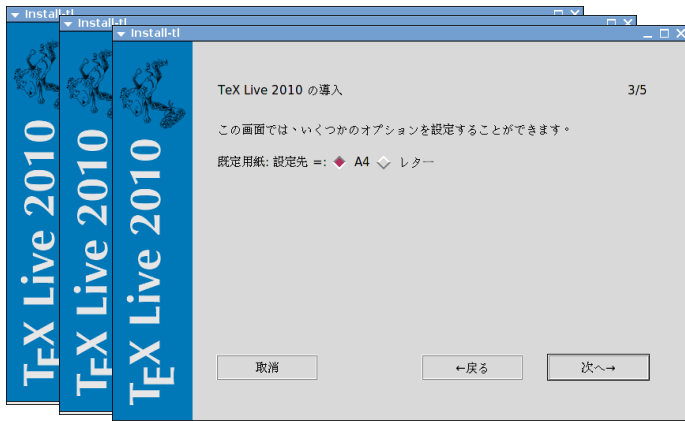 Install-tl
Install-tl
Install-tl
TeX Live 2010 の導入
3/5
この画面では、いくつかのオプションを設定することができます。
既定用紙: 設定先 =: A4 レター
取消
←戻る
次へ→
TEX Live 2010
TEX Live 2010
TEX Live 2010